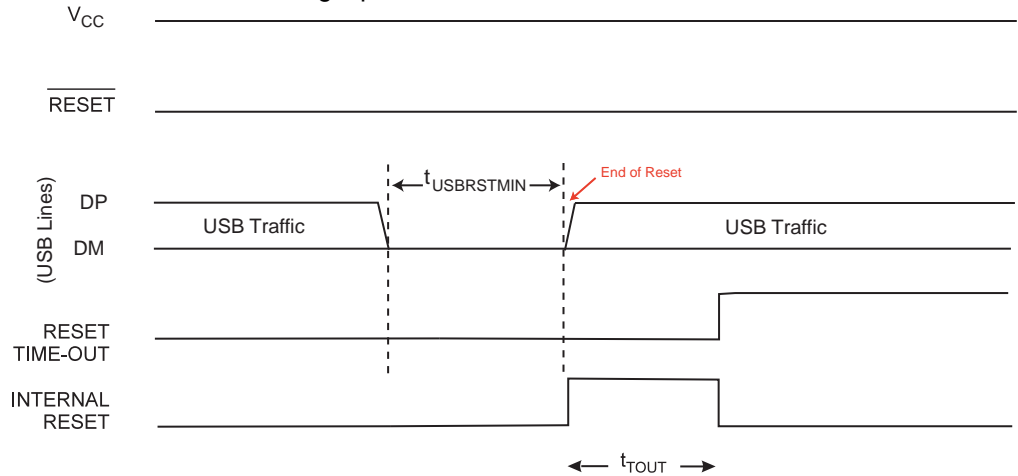 VCC
RESET
tUSBRSTMIN
End of Reset
(USB Lines)
DP
USB Traffic
USB Traffic
DM
RESET
TIME-OUT
INTERNAL
RESET
tTOUT